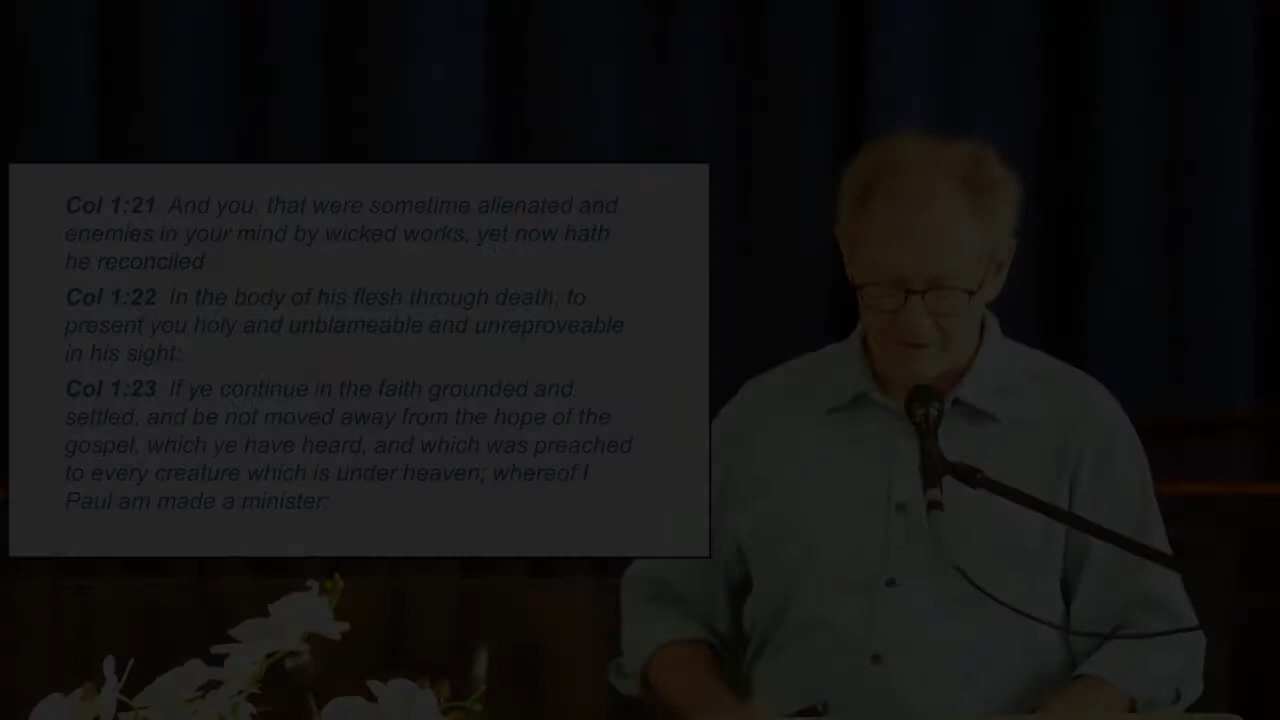 Col 1:21 And you, that were sometime alienated and
enemies in your mind by wicked works, yet now hath
he reconciled
Col 1:22 In the body of his flesh through death, to
present you holy and unblameable and unreproveable
in his sight:
Col 1:23 If ye continue in the faith grounded and
settled, and be not moved away from the hope of the
gospel, which ye have heard, and which was preached
to every creature which is under heaven; whereof I
Paul am made a minister: